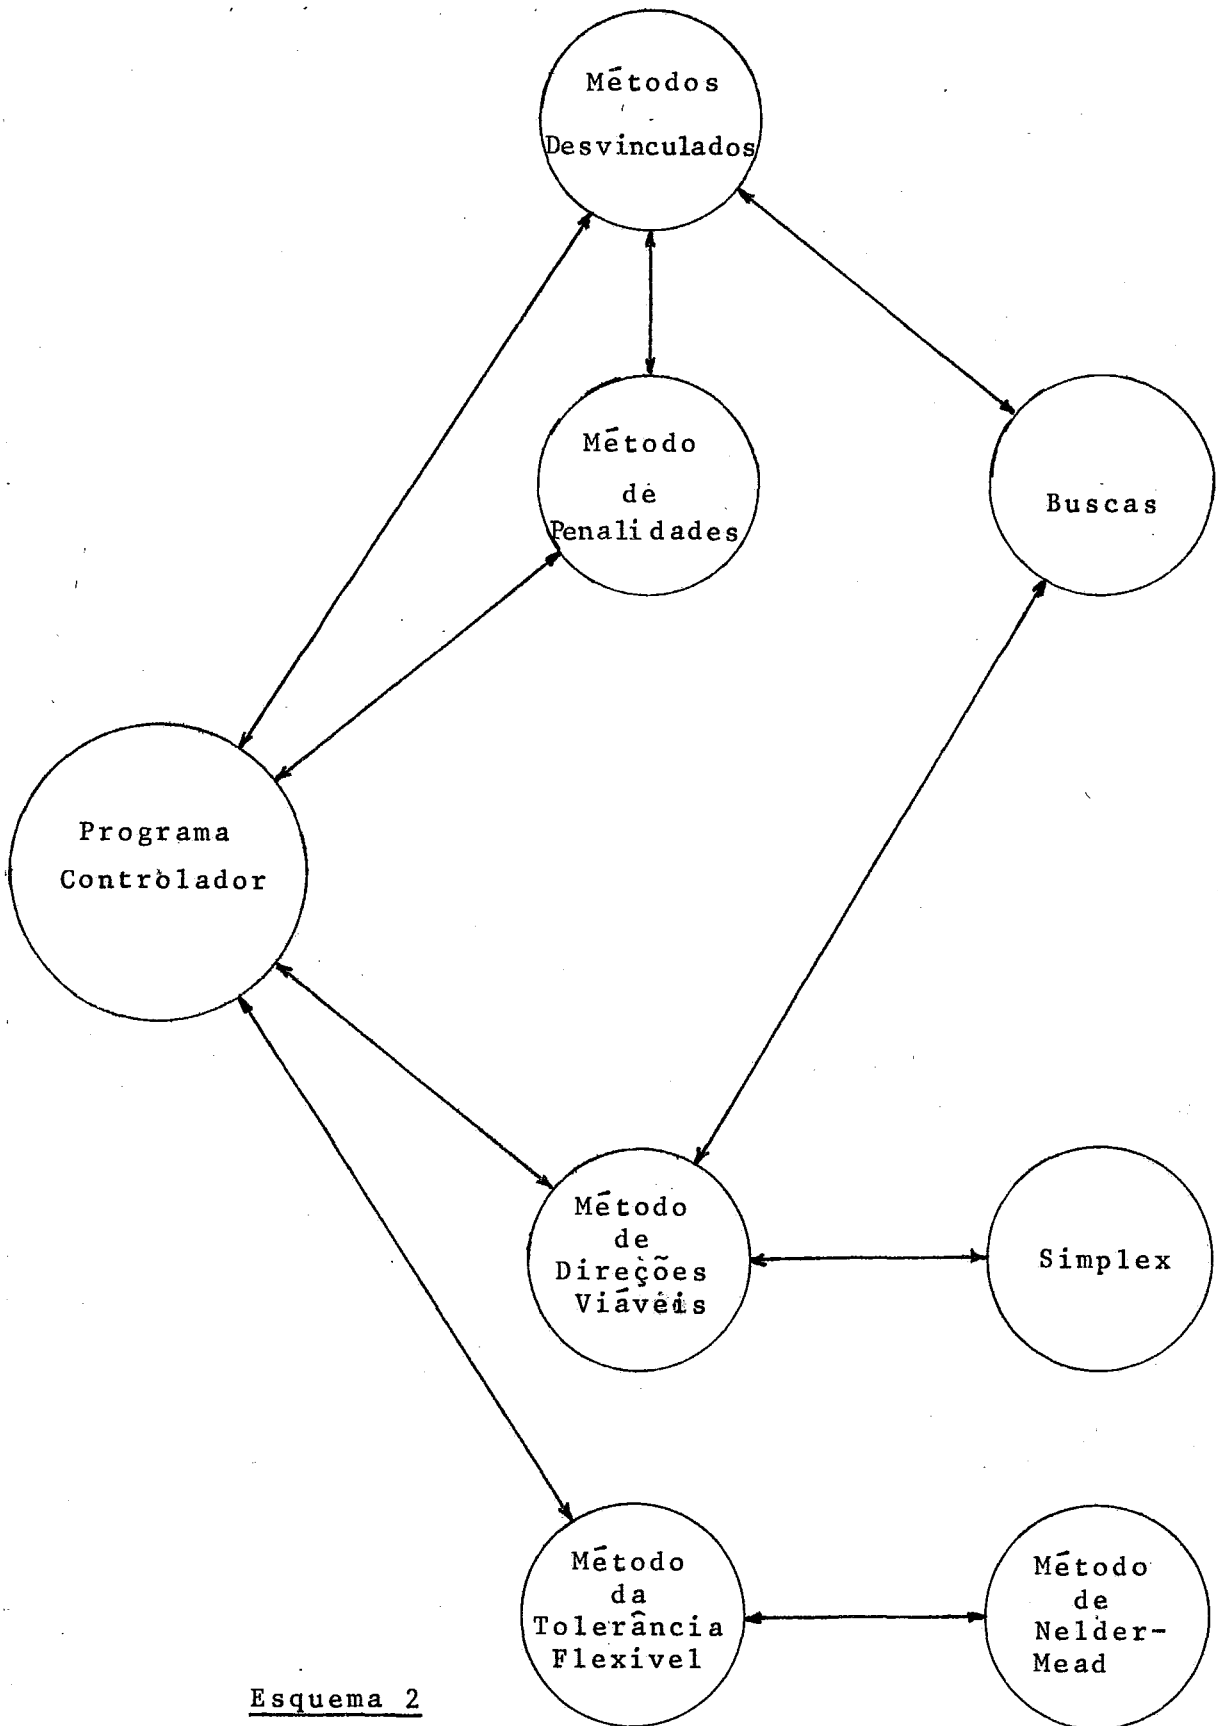 Métodos
Desvinculados
Método
de
Penalidades
Buscas
Programa
Controlador
Método
de
Direções
Viáveis
Simplex
Método
da
Tolerância
Flexivel
Método
de
Nelder-
Mead
Esquema 2